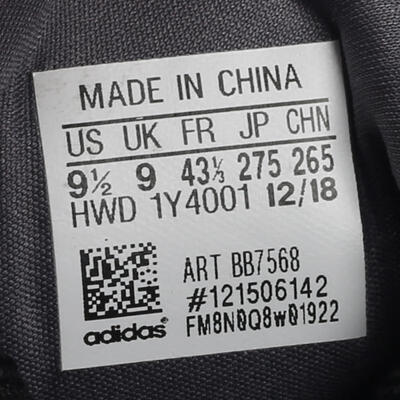 MADE IN CHINA
US UK FR JP CHN
9½ 9 43⅓ 275 265
HWD 1Y4001 12/18
ART BB7568
#121506142
adidas FM8N0Q8w01922